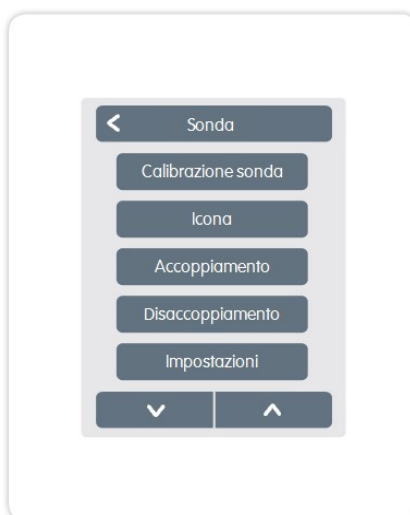 Sonda
Calibrazione sonda
Icona
Accoppiamento
Disaccoppiamento
Impostazioni